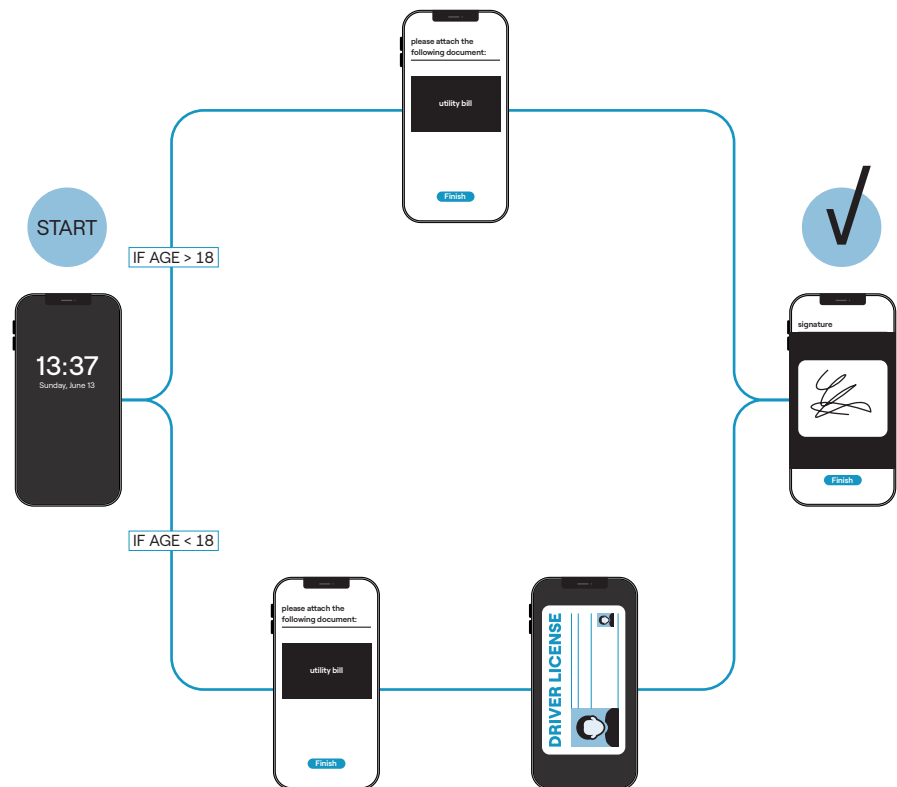 please attach the
following document:
utility bill
Finish
START
√
IF AGE > 18
13:37
Sunday, June 13
signature
Finish
IF AGE < 18
please attach the
following document:
utility bill
Finish
DRIVER LICENSE